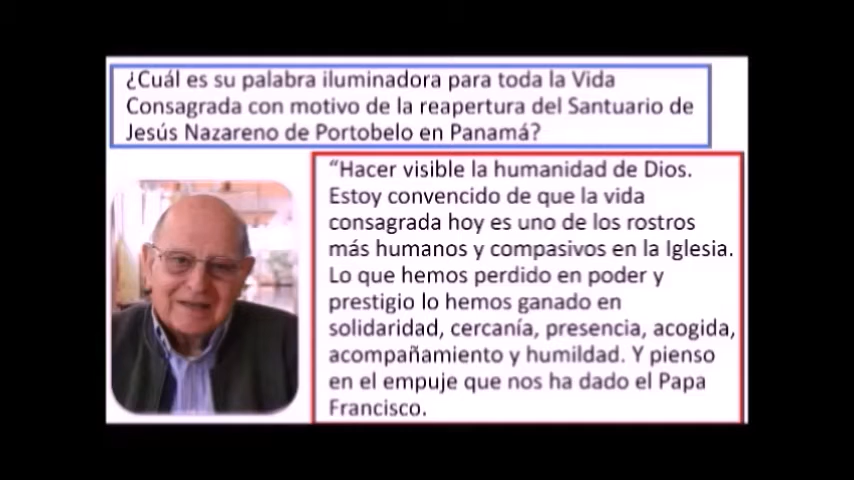 ¿Cuál es su palabra iluminadora para toda la Vida
Consagrada con motivo de la reapertura del Santuario de
Jesús Nazareno de Portobelo en Panamá?
“Hacer visible la humanidad de Dios.
Estoy convencido de que la vida
consagrada hoy es uno de los rostros
más humanos y compasivos en la Iglesia.
Lo que hemos perdido en poder y
prestigio lo hemos ganado en
solidaridad, cercanía, presencia, acogida,
acompañamiento y humildad. Y pienso
en el empuje que nos ha dado el Papa
Francisco.